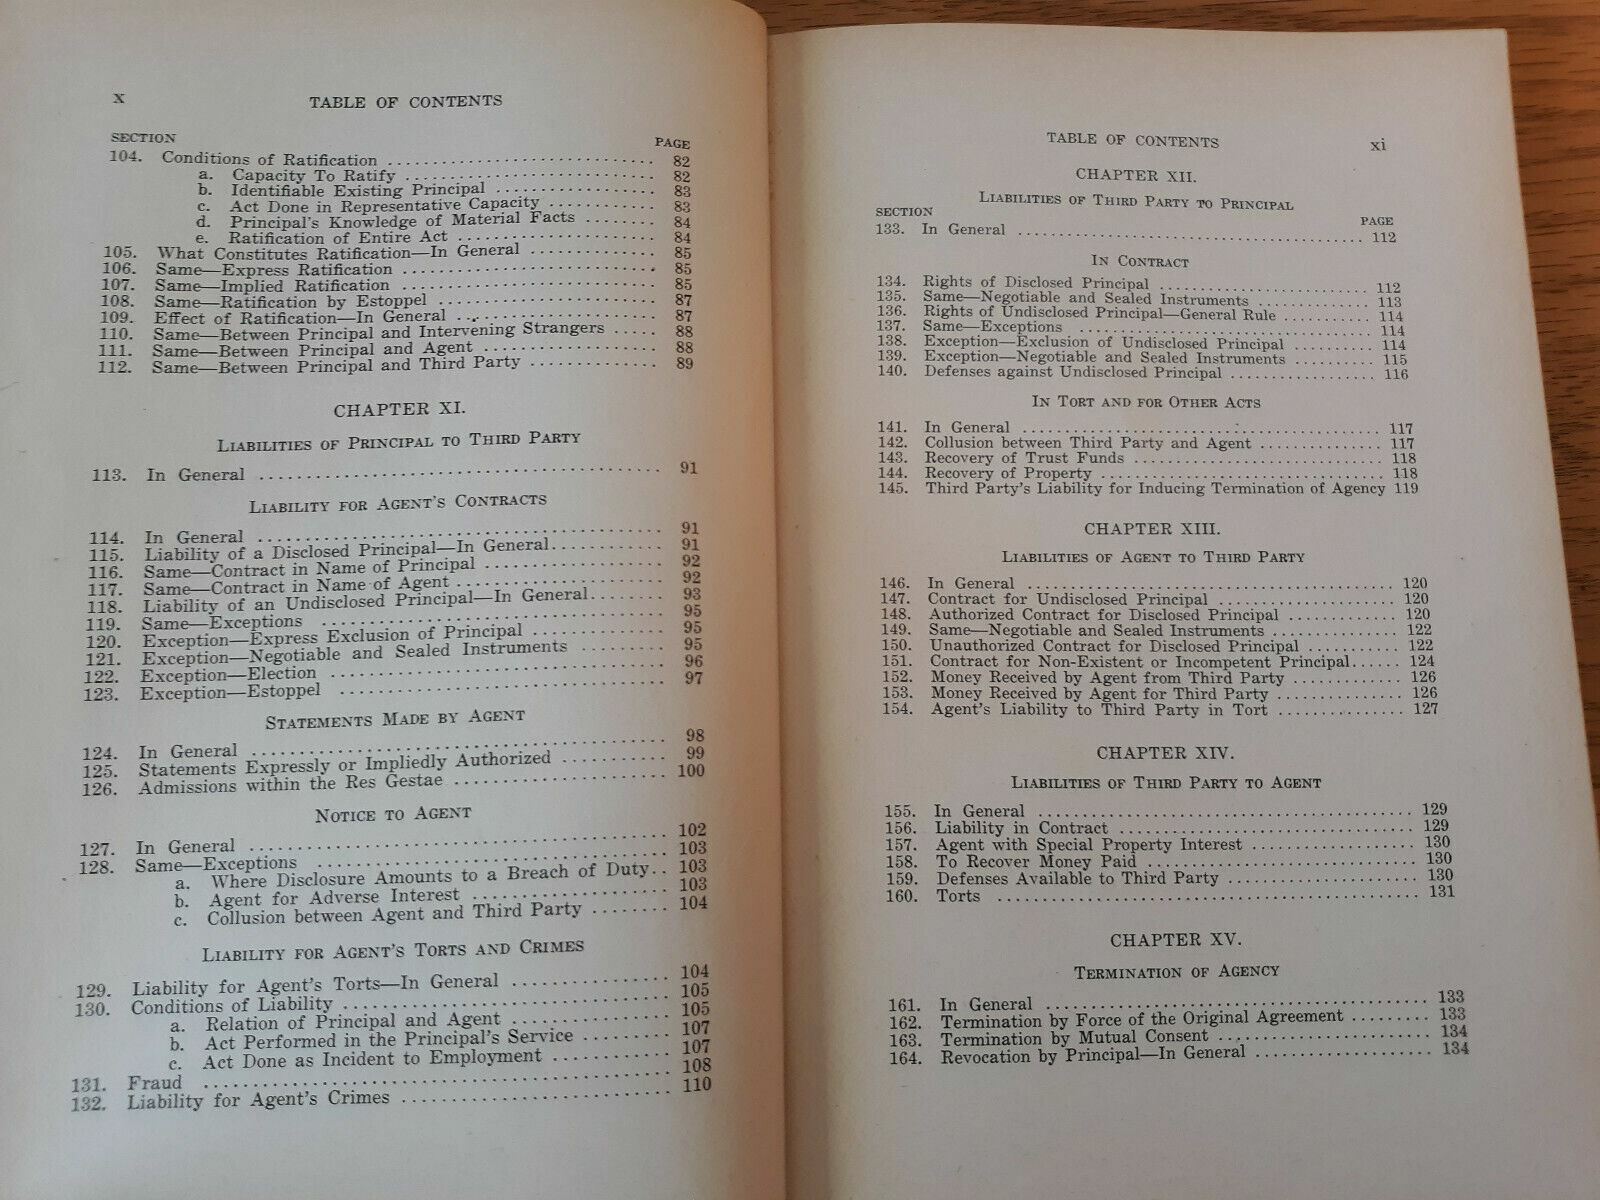 x TABLE OF CONTENTS
SECTION PAGE
104. Conditions of Ratification 82
a. Capacity To Ratify 82
b. Identifiable Existing Principal 83
c. Act Done in Representative Capacity 83
d. Principal's Knowledge of Material Facts 84
e. Ratification of Entire Act 84
105. What Constitutes Ratification—In General 85
106. Same—Express Ratification 85
107. Same—Implied Ratification 85
108. Same—Ratification by Estoppel 87
109. Effect of Ratification—In General 87
110. Same—Between Principal and Intervening Strangers 88
111. Same—Between Principal and Agent 88
112. Same—Between Principal and Third Party 89
CHAPTER XI.
LIABILITIES OF PRINCIPAL TO THIRD PARTY
113. In General 91
LIABILITY FOR AGENT'S CONTRACTS
114. In General 91
115. Liability of a Disclosed Principal—In General 91
116. Same—Contract in Name of Principal 92
117. Same—Contract in Name of Agent 92
118. Liability of an Undisclosed Principal—In General 93
119. Same—Exceptions 95
120. Exception—Express Exclusion of Principal 95
121. Exception—Negotiable and Sealed Instruments 95
122. Exception—Election 96
123. Exception—Estoppel 97
STATEMENTS MADE BY AGENT
124. In General 98
125. Statements Expressly or Impliedly Authorized 99
126. Admissions within the Res Gestae 100
NOTICE TO AGENT
127. In General 102
128. Same—Exceptions 103
a. Where Disclosure Amounts to a Breach of Duty 103
b. Agent for Adverse Interest 103
c. Collusion between Agent and Third Party 104
LIABILITY FOR AGENT'S TORTS AND CRIMES
129. Liability for Agent's Torts—In General 104
130. Conditions of Liability 105
a. Relation of Principal and Agent 105
b. Act Performed in the Principal's Service 107
c. Act Done as Incident to Employment 107
131. Fraud 108
132. Liability for Agent's Crimes 110
TABLE OF CONTENTS xi
CHAPTER XII.
LIABILITIES OF THIRD PARTY TO PRINCIPAL
SECTION PAGE
133. In General 112
IN CONTRACT
134. Rights of Disclosed Principal 112
135. Same—Negotiable and Sealed Instruments 113
136. Rights of Undisclosed Principal—General Rule 114
137. Same—Exceptions 114
138. Exception—Exclusion of Undisclosed Principal 114
139. Exception—Negotiable and Sealed Instruments 115
140. Defenses against Undisclosed Principal 116
IN TORT AND FOR OTHER ACTS
141. In General 117
142. Collusion between Third Party and Agent 117
143. Recovery of Trust Funds 118
144. Recovery of Property 118
145. Third Party's Liability for Inducing Termination of Agency 119
CHAPTER XIII.
LIABILITIES OF AGENT TO THIRD PARTY
146. In General 120
147. Contract for Undisclosed Principal 120
148. Authorized Contract for Disclosed Principal 120
149. Same—Negotiable and Sealed Instruments 122
150. Unauthorized Contract for Disclosed Principal 122
151. Contract for Non-Existent or Incompetent Principal 124
152. Money Received by Agent from Third Party 126
153. Money Received by Agent for Third Party 126
154. Agent's Liability to Third Party in Tort 127
CHAPTER XIV.
LIABILITIES OF THIRD PARTY TO AGENT
155. In General 129
156. Liability in Contract 129
157. Agent with Special Property Interest 130
158. To Recover Money Paid 130
159. Defenses Available to Third Party 130
160. Torts 131
CHAPTER XV.
TERMINATION OF AGENCY
161. In General 133
162. Termination by Force of the Original Agreement 133
163. Termination by Mutual Consent 134
164. Revocation by Principal—In General 134